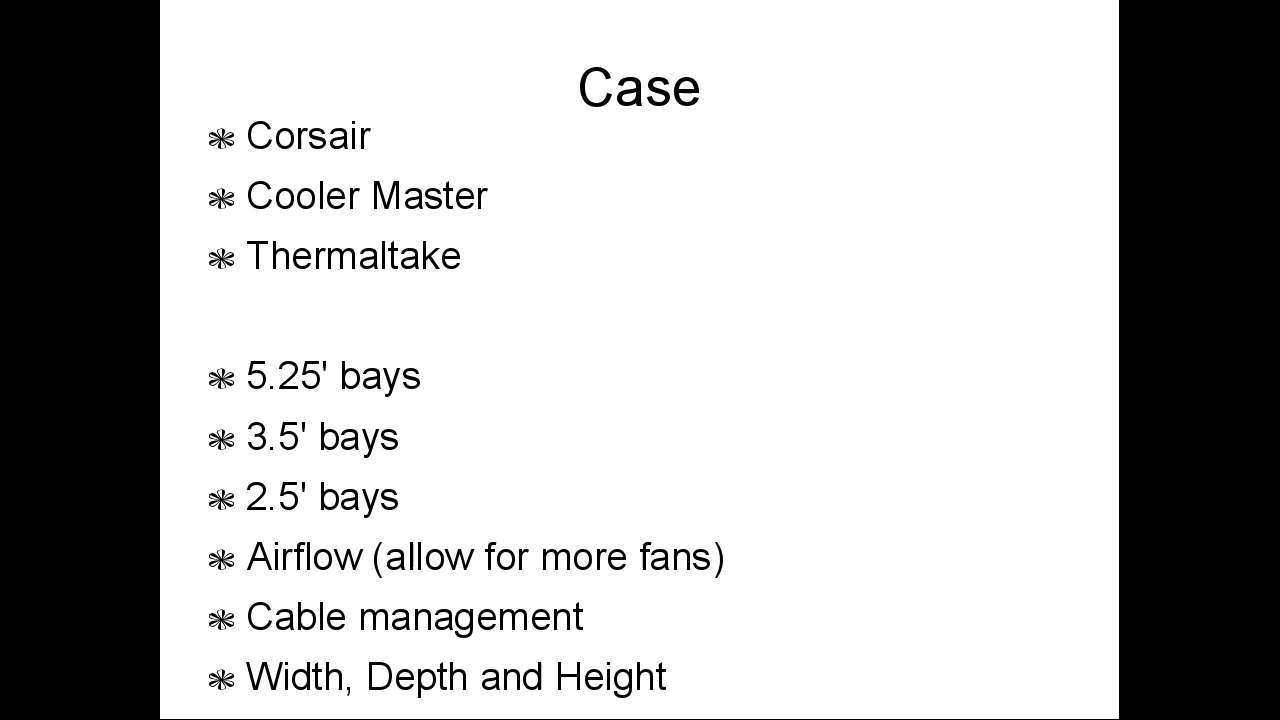 Case
❃ Corsair
❃ Cooler Master
❃ Thermaltake
❃ 5.25' bays
❃ 3.5' bays
❃ 2.5' bays
❃ Airflow (allow for more fans)
❃ Cable management
❃ Width, Depth and Height